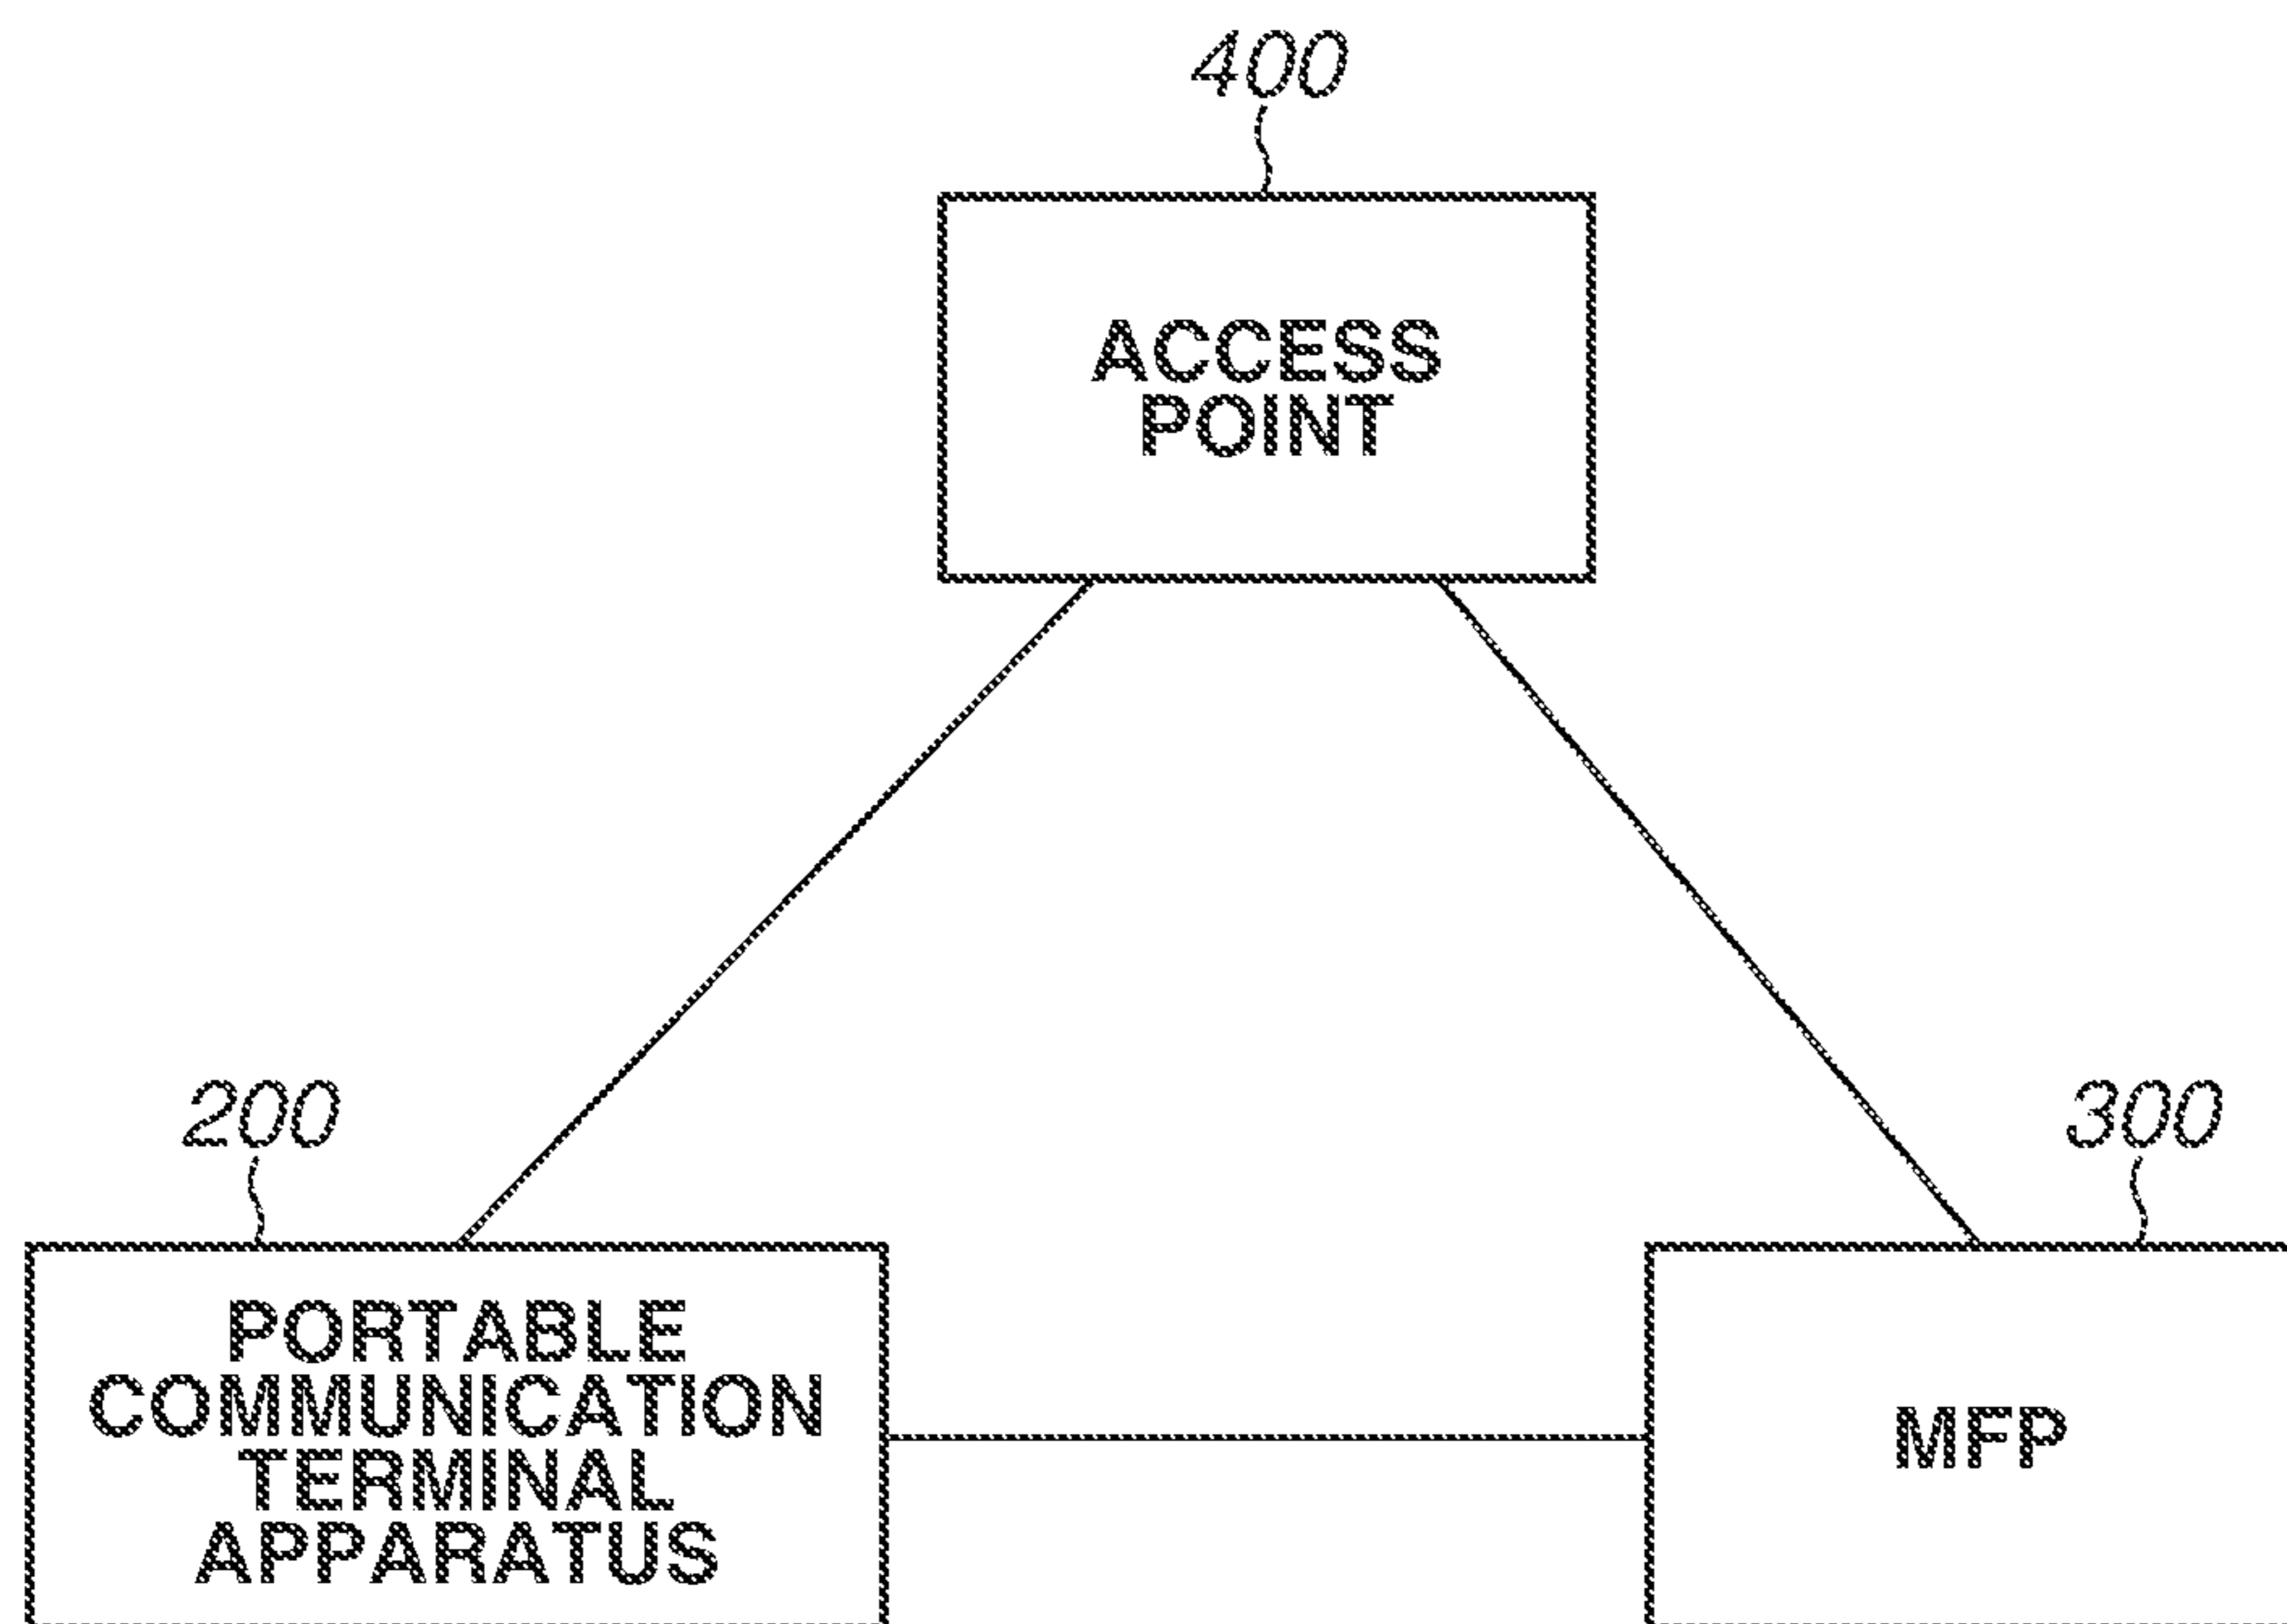 400
ACCESS
POINT
200
300
PORTABLE
COMMUNICATION
TERMINAL
APPARATUS
MFP